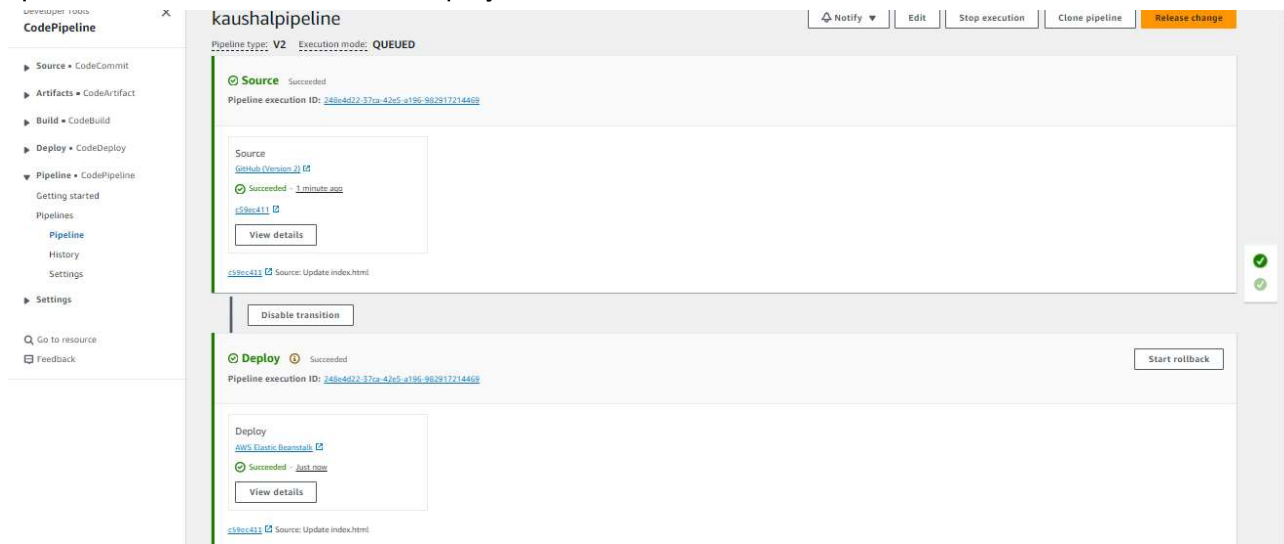 Developer Tools
CodePipeline
Source • CodeCommit
Artifacts • CodeArtifact
Build • CodeBuild
Deploy • CodeDeploy
Pipeline • CodePipeline
Getting started
Pipelines
Pipeline
History
Settings
Settings
Go to resource
Feedback
kaushalpipeline
Notify
Edit
Stop execution
Clone pipeline
Release change
Pipeline type: V2 Execution mode: QUEUED
Source Succeeded
Pipeline execution ID: 248e4d22-37ca-42e5-a196-982917214469
Source
GitHub (Version 2)
Succeeded - 1 minute ago
c59ec411
View details
c59ec411 Source: Update index.html
Disable transition
Deploy Succeeded
Start rollback
Pipeline execution ID: 248e4d22-37ca-42e5-a196-982917214469
Deploy
AWS Elastic Beanstalk
Succeeded - Just now
View details
c59ec411 Source: Update index.html